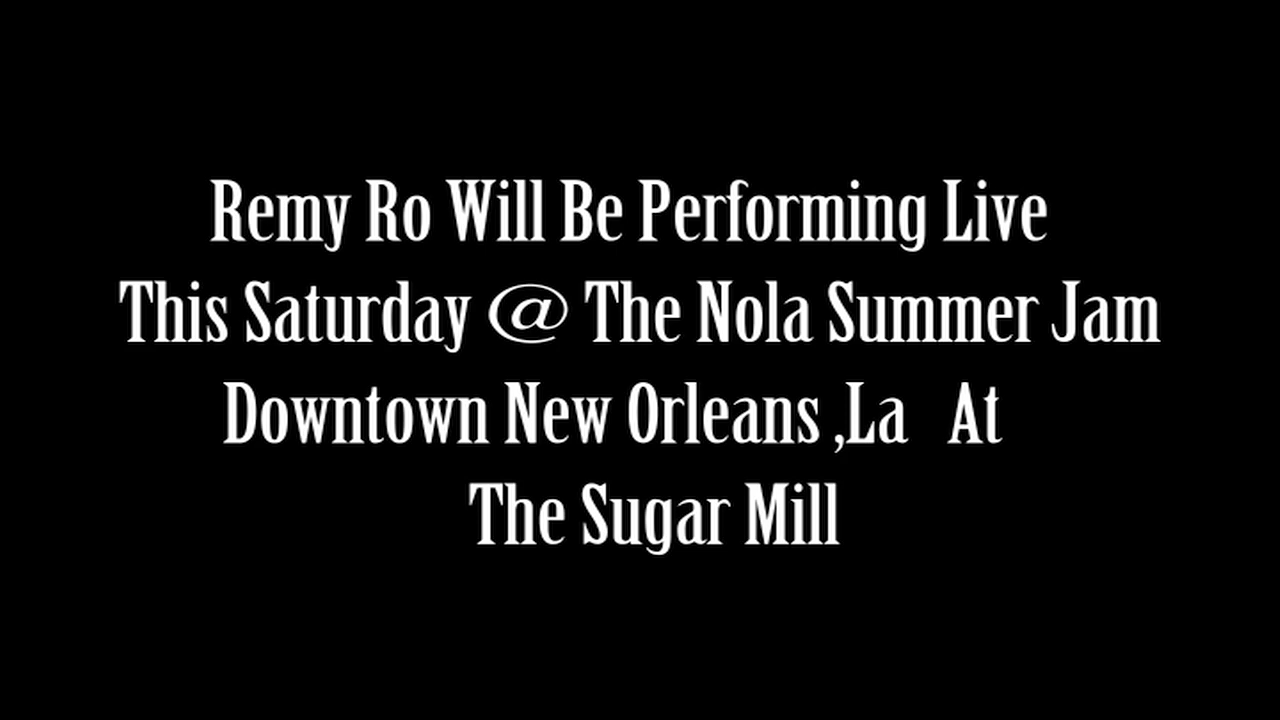 Remy Ro Will Be Performing Live
This Saturday @ The Nola Summer Jam
Downtown New Orleans ,La At
The Sugar Mill